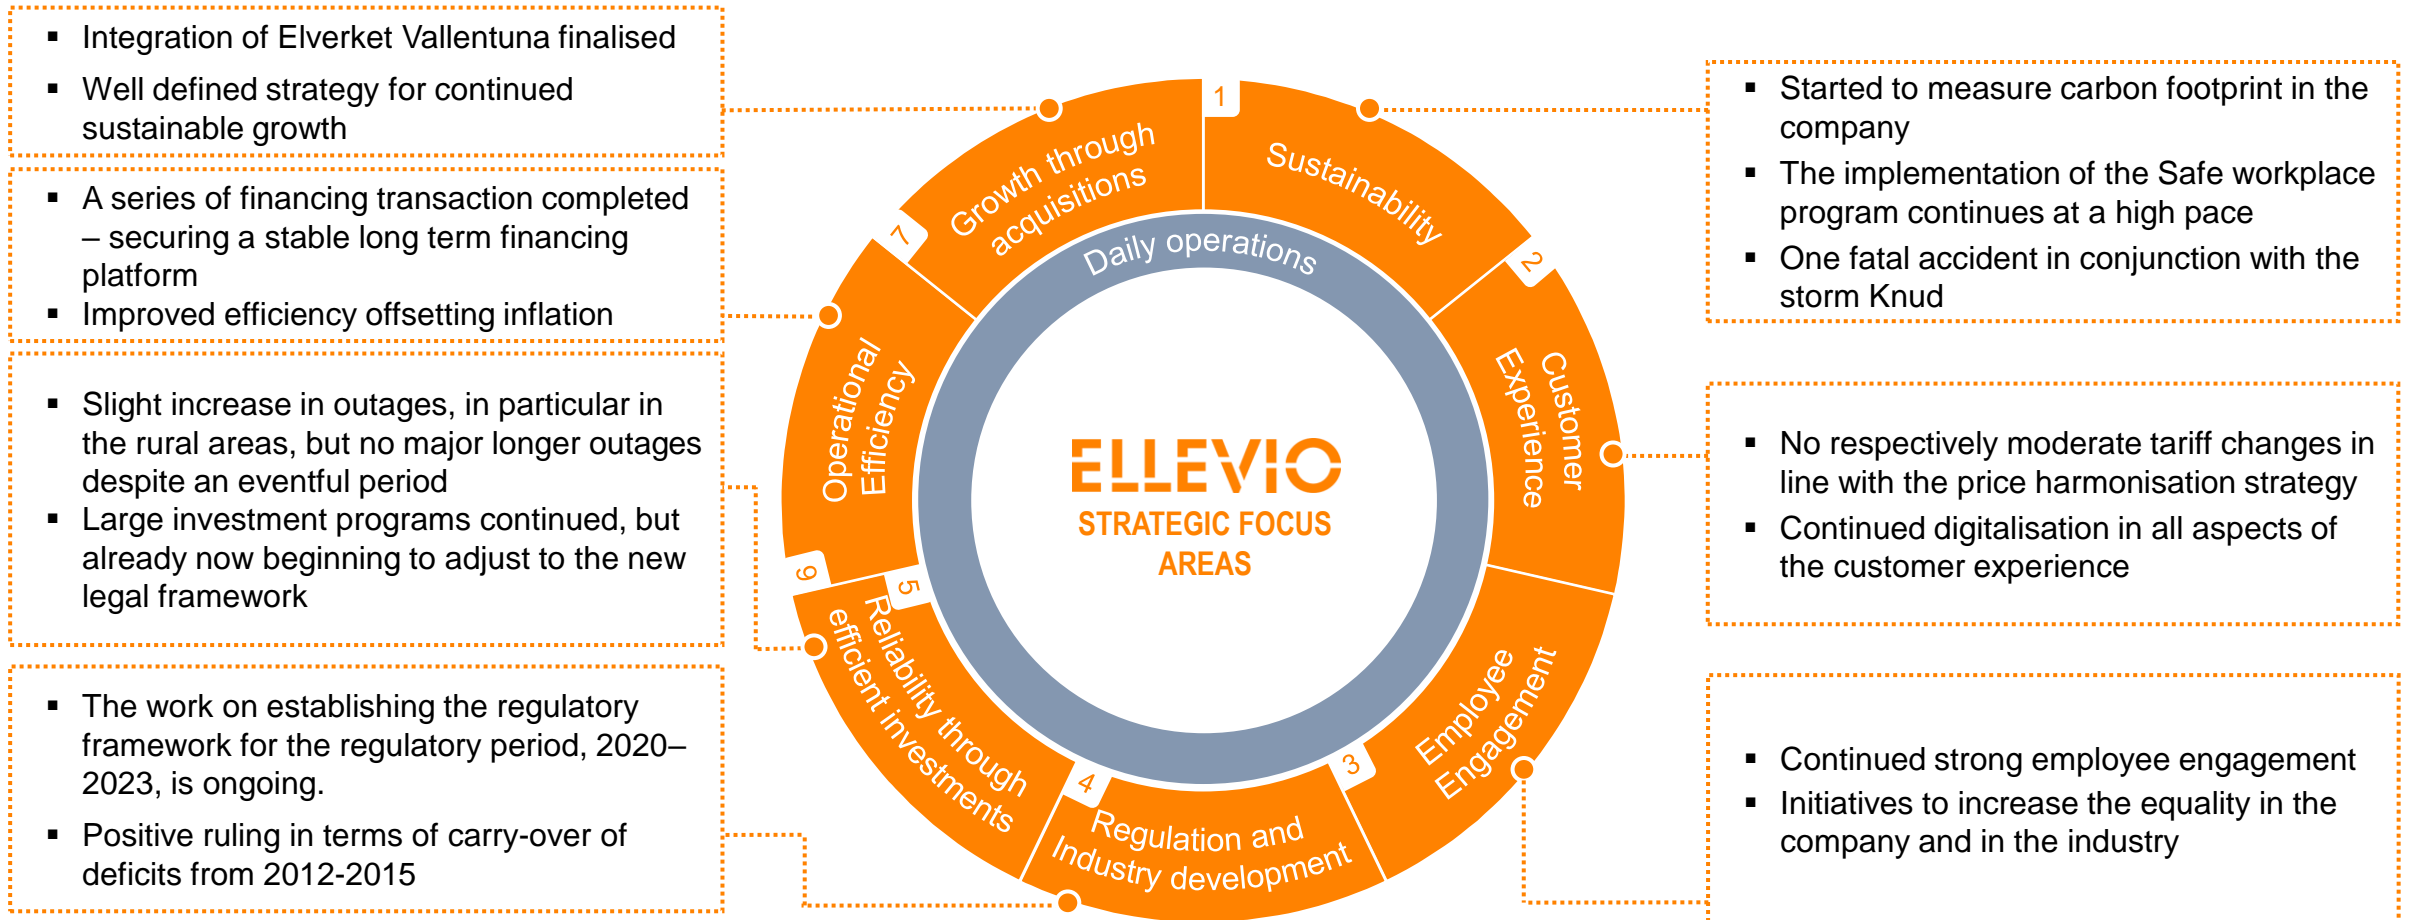 ▪ Integration of Elverket Vallentuna finalised
▪ Well defined strategy for continued
sustainable growth
▪ A series of financing transaction completed
– securing a stable long term financing
platform
▪ Improved efficiency offsetting inflation
▪ Slight increase in outages, in particular in
the rural areas, but no major longer outages
despite an eventful period
▪ Large investment programs continued, but
already now beginning to adjust to the new
legal framework
▪ The work on establishing the regulatory
framework for the regulatory period, 2020–
2023, is ongoing.
▪ Positive ruling in terms of carry-over of
deficits from 2012-2015
1
Sustainability
2
Customer
Experience
Employee
Engagement
3
Regulation and
Industry development
4
Reliability through
efficient investments
5
6
Operational
Efficiency
7
Growth through
acquisitions
Daily operations
ELLEVIO
STRATEGIC FOCUS
AREAS
▪ Started to measure carbon footprint in the
company
▪ The implementation of the Safe workplace
program continues at a high pace
▪ One fatal accident in conjunction with the
storm Knud
▪ No respectively moderate tariff changes in
line with the price harmonisation strategy
▪ Continued digitalisation in all aspects of
the customer experience
▪ Continued strong employee engagement
▪ Initiatives to increase the equality in the
company and in the industry